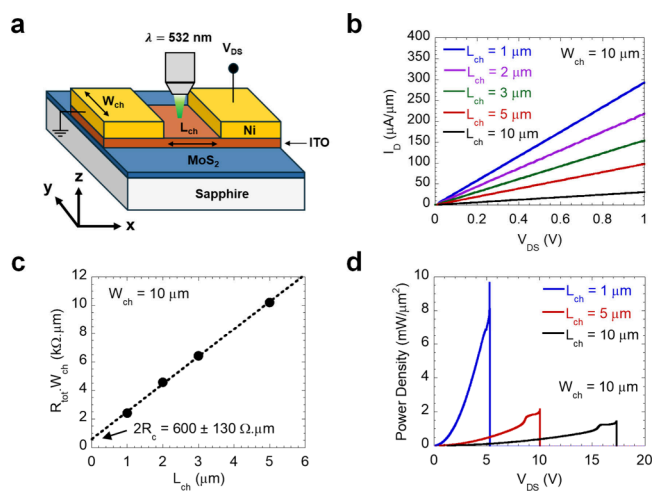 a
λ = 532 nm
V_DS
W_ch
L_ch
Ni
ITO
MoS₂
Sapphire
z
y
x
b
I_D (μA/μm)
400
350
300
250
200
150
100
50
0
L_ch = 1 μm
W_ch = 10 μm
L_ch = 2 μm
L_ch = 3 μm
L_ch = 5 μm
L_ch = 10 μm
0 0.2 0.4 0.6 0.8 1
V_DS (V)
c
R_tot.W_ch (kΩ.μm)
12
10
8
6
4
2
0
W_ch = 10 μm
2R_c = 600 ± 130 Ω.μm
0 1 2 3 4 5 6
L_ch (μm)
d
Power Density (mW/μm²)
10
8
6
4
2
0
L_ch = 1 μm
L_ch = 5 μm
L_ch = 10 μm
W_ch = 10 μm
0 5 10 15 20
V_DS (V)